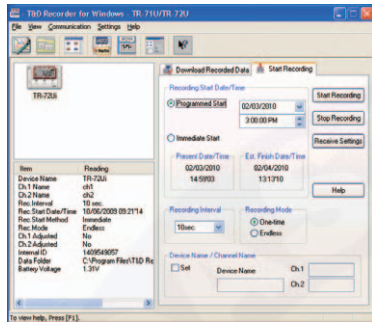 T&D Recorder for Windows TR-71U/TR-72U
File View Communication Settings Help
TR-72Ui
Item Reading
Device Name TR-72Ui
Ch.1 Name ch1
Ch.2 Name ch2
Rec.Interval 10 sec.
Rec.Start Date/Time 10/06/2009 09:21'14
Rec.Start Method Immediate
Rec.Mode Endless
Ch.1 Adjusted No
Ch.2 Adjusted No
Internal ID 1409549057
Data Folder C:\Program Files\T&D Re
Battery Voltage 1.31V
Download Recorded Data Start Recording
Recording Start Date/Time
Programmed Start 02/03/2010
3:00:00 PM
Immediate Start
Present Date/Time Est. Finish Date/Time
02/03/2010 02/04/2010
14:59'03 13:13'10
Recording Interval Recording Mode
10sec. One-time
Endless
Device Name / Channel Name
Set Device Name Ch.1
Ch.2
Start Recording
Stop Recording
Receive Settings
Help
To view help, Press [F1].